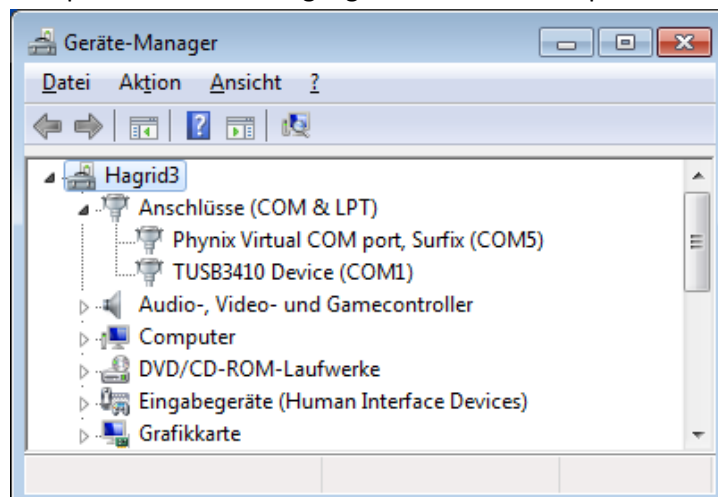 Geräte-Manager
Datei Aktion Ansicht ?
Hagrid3
Anschlüsse (COM & LPT)
Phynix Virtual COM port, Surfix (COM5)
TUSB3410 Device (COM1)
Audio-, Video- und Gamecontroller
Computer
DVD/CD-ROM-Laufwerke
Eingabegeräte (Human Interface Devices)
Grafikkarte